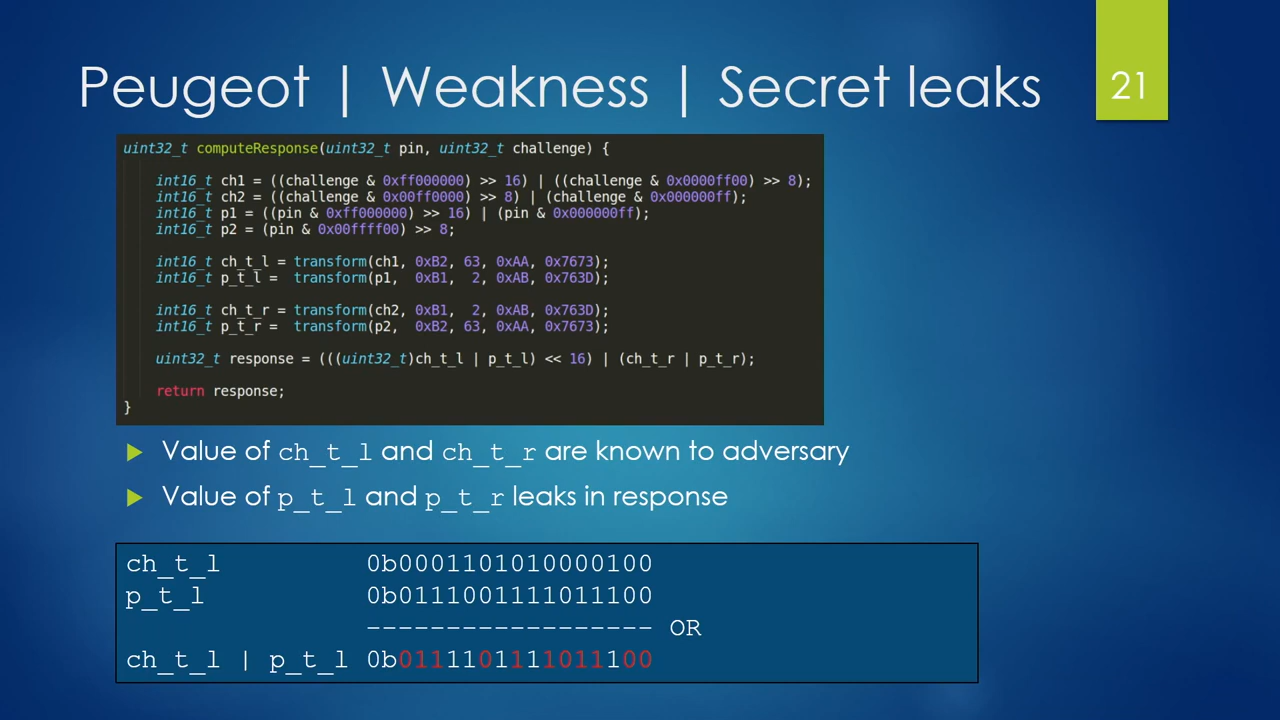 Peugeot | Weakness | Secret leaks
21
uint32_t computeResponse(uint32_t pin, uint32_t challenge) {
int16_t ch1 = ((challenge & 0xff000000) >> 16) | ((challenge & 0x0000ff00) >> 8);
int16_t ch2 = ((challenge & 0x00ff0000) >> 8) | (challenge & 0x000000ff);
int16_t p1 = ((pin & 0xff000000) >> 16) | (pin & 0x000000ff);
int16_t p2 = (pin & 0x00ffff00) >> 8;
int16_t ch_t_l = transform(ch1, 0xB2, 63, 0xAA, 0x7673);
int16_t p_t_l = transform(p1, 0xB1, 2, 0xAB, 0x763D);
int16_t ch_t_r = transform(ch2, 0xB1, 2, 0xAB, 0x763D);
int16_t p_t_r = transform(p2, 0xB2, 63, 0xAA, 0x7673);
uint32_t response = (((uint32_t)ch_t_l | p_t_l) << 16) | (ch_t_r | p_t_r);
return response;
}
Value of ch_t_l and ch_t_r are known to adversary
Value of p_t_l and p_t_r leaks in response
ch_t_l 0b0001101010000100
p_t_l 0b0111001111011100
------------------ OR
ch_t_l | p_t_l 0b0111101111011100